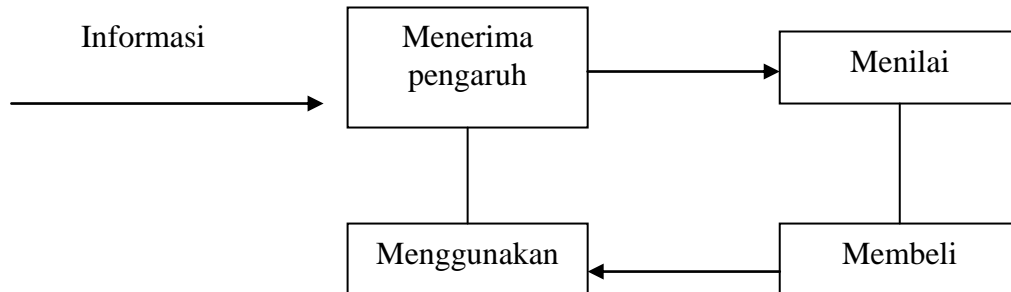 Informasi
Menerima
pengaruh
Menilai
Menggunakan
Membeli